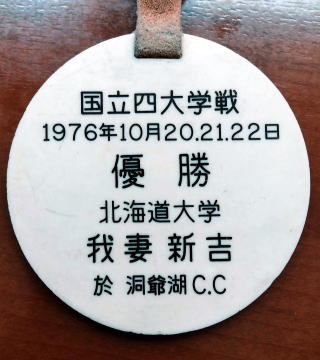 国立四大学戦
1976年10月20.21.22日
優勝
北海道大学
我妻新吉
於 洞爺湖C.C